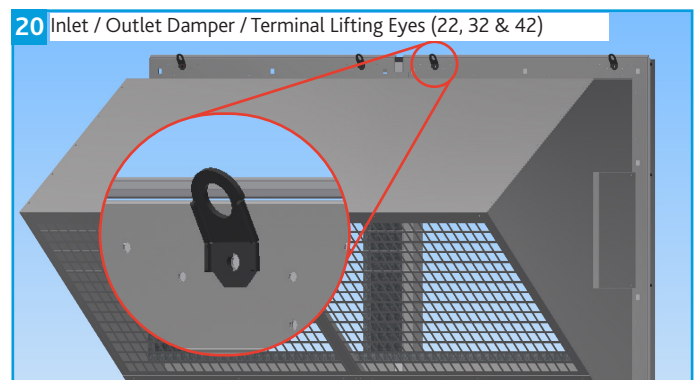 20 Inlet / Outlet Damper / Terminal Lifting Eyes (22, 32 & 42)